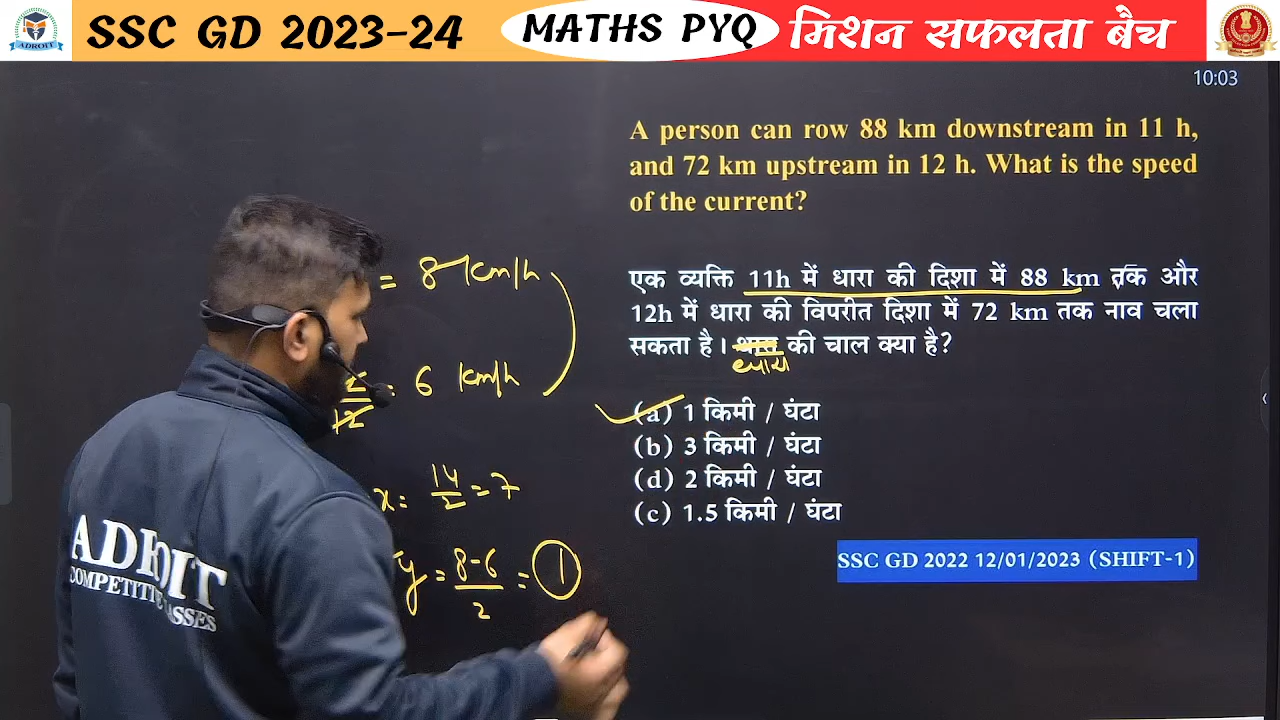 SSC GD 2023-24
MATHS PYQ
मिशन सफलता बैच
ADROIT
10:03
A person can row 88 km downstream in 11 h,
and 72 km upstream in 12 h. What is the speed
of the current?
एक व्यक्ति 11h में धारा की दिशा में 88 km तक और
12h में धारा की विपरीत दिशा में 72 km तक नाव चला
सकता है। धारा की चाल क्या है?
(a) 1 किमी / घंटा
(b) 3 किमी / घंटा
(d) 2 किमी / घंटा
(c) 1.5 किमी / घंटा
SSC GD 2022 12/01/2023 (SHIFT-1)
= 8 km/h
: 6 km/h
x = 14/2 = 7
y = 8-6/2 = 1
ADROIT
COMPETITIVE CLASSES